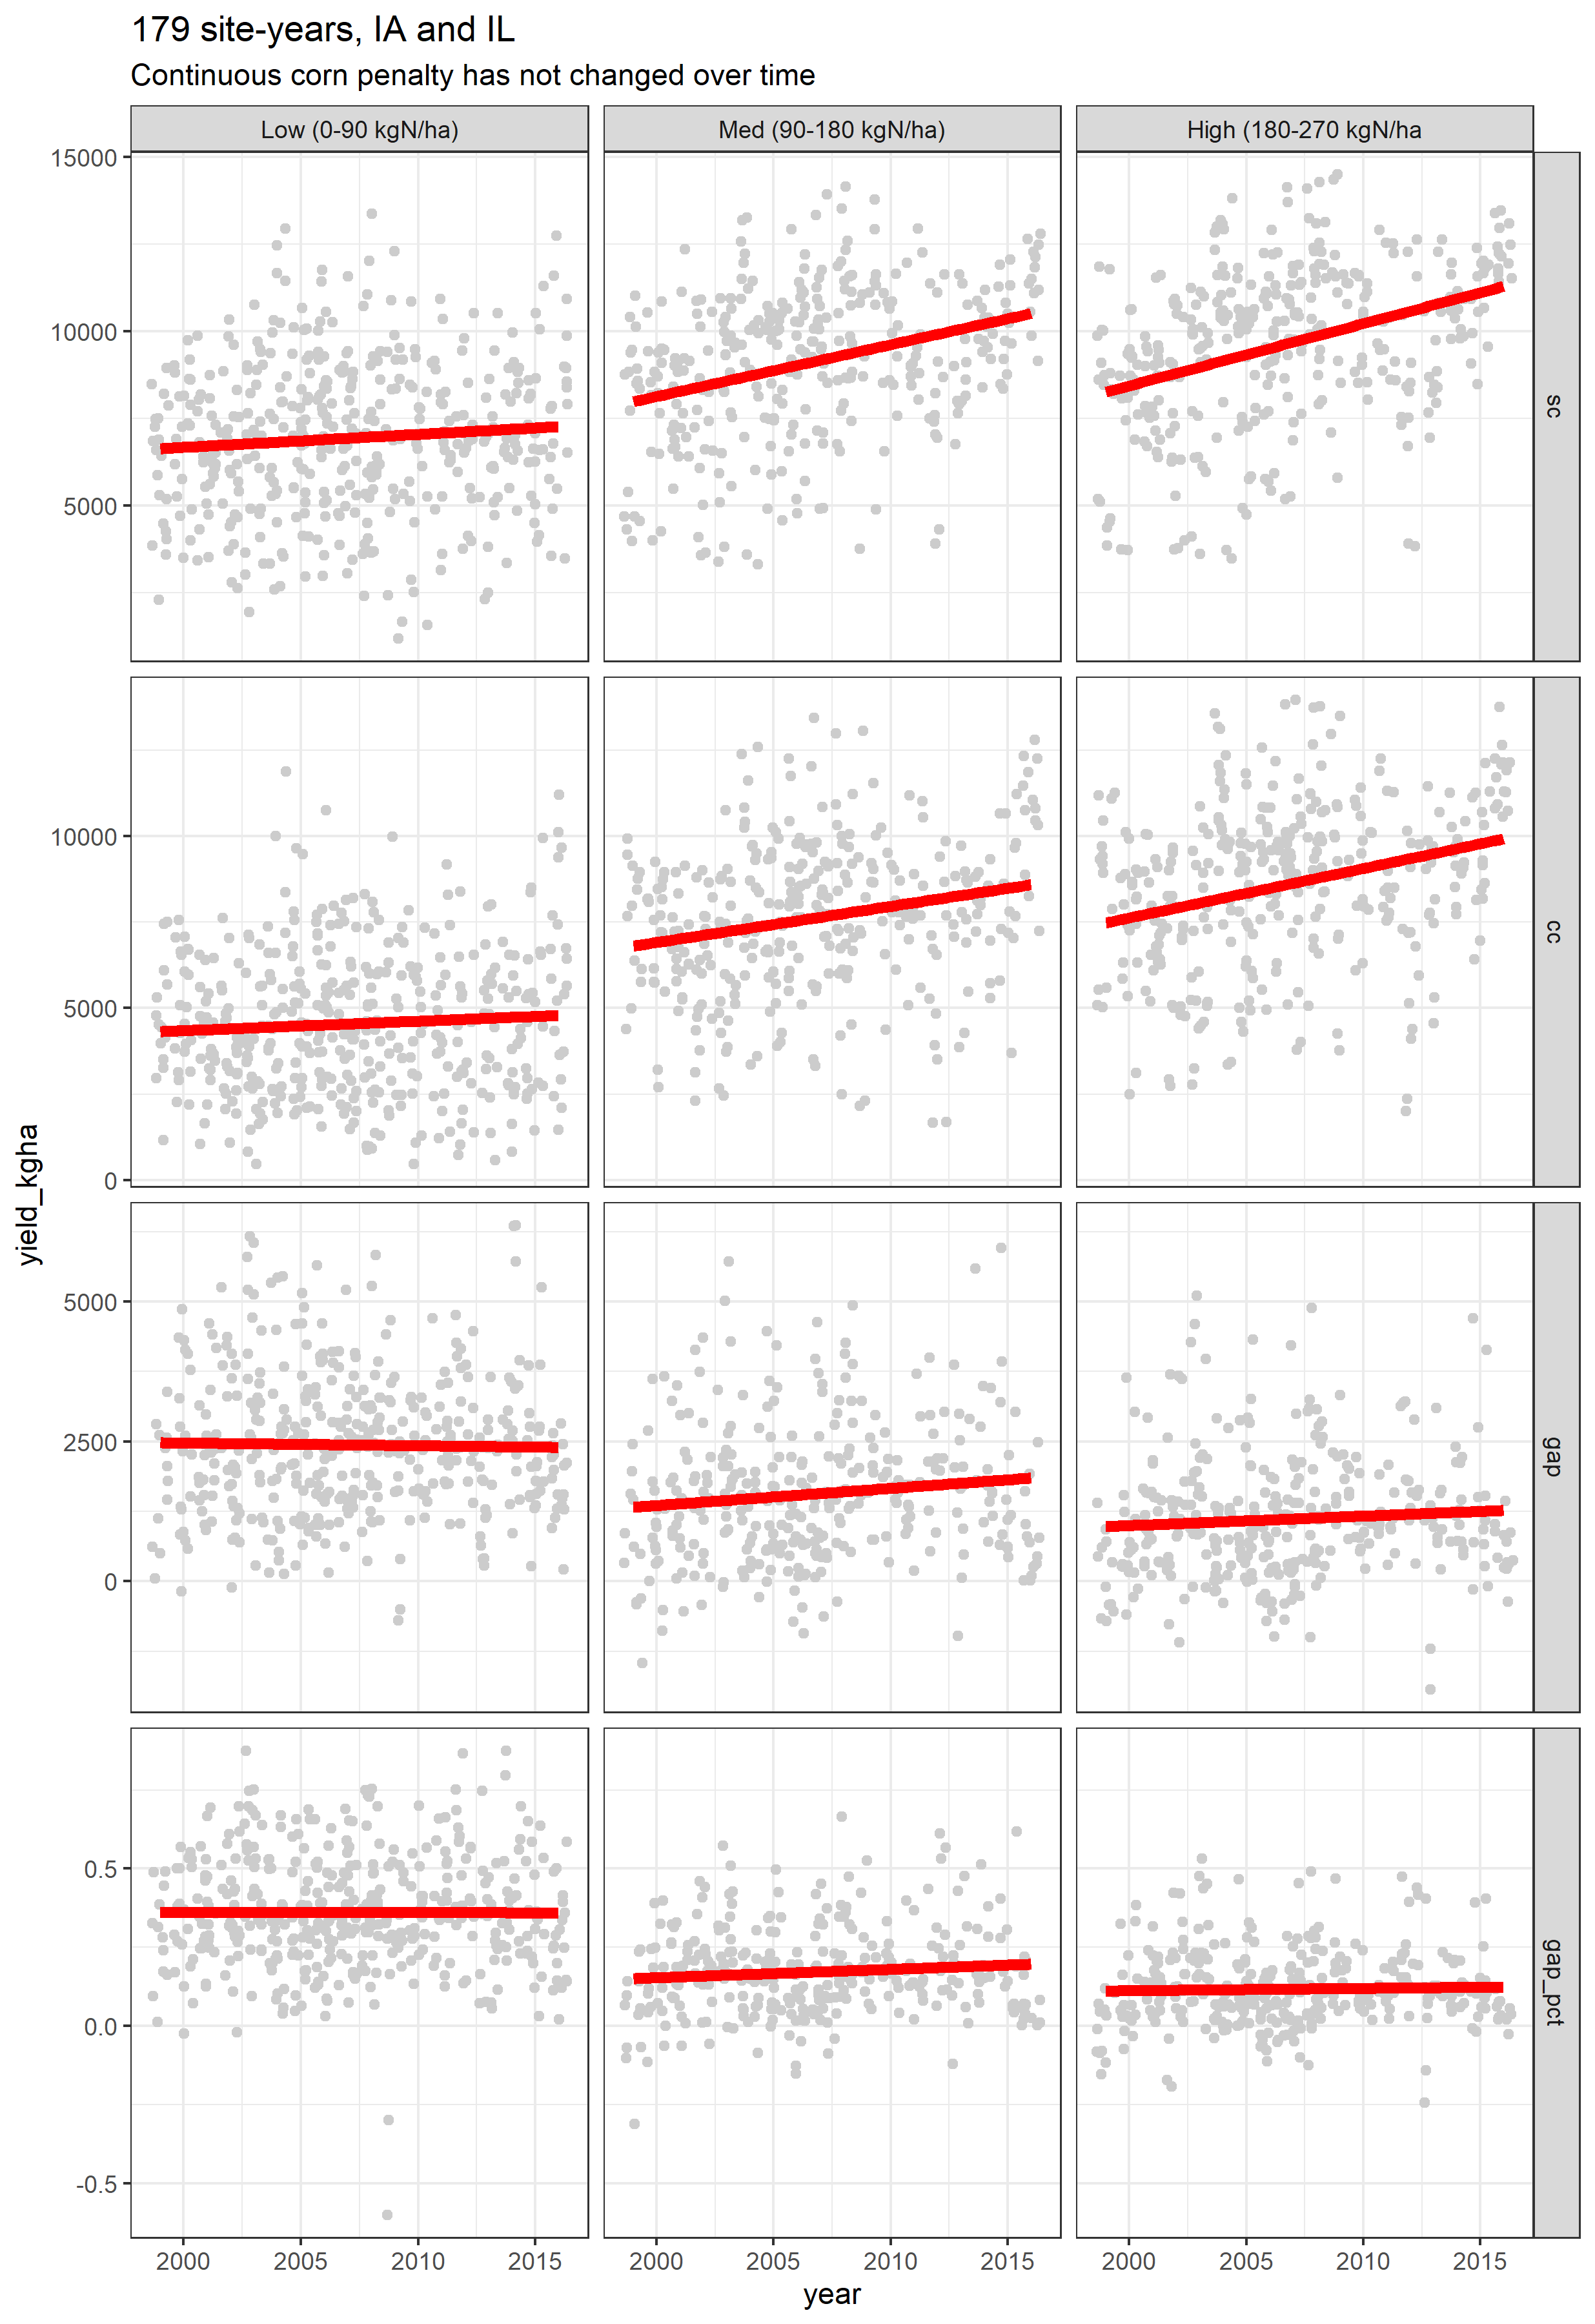 179 site-years, IA and IL
Continuous corn penalty has not changed over time
Low (0-90 kgN/ha)
Med (90-180 kgN/ha)
High (180-270 kgN/ha
15000
10000
5000
sc
10000
5000
0
cc
yield_kgha
5000
2500
0
gap
0.5
0.0
-0.5
gap_pct
2000 2005 2010 2015
2000 2005 2010 2015
2000 2005 2010 2015
year